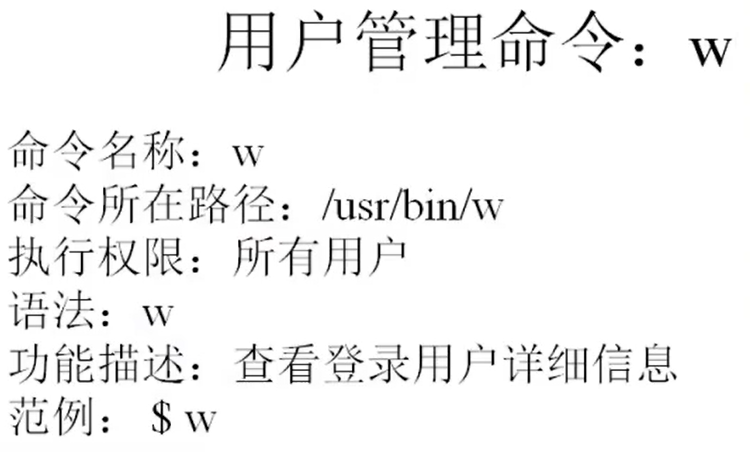 用户管理命令：w
命令名称：w
命令所在路径：/usr/bin/w
执行权限：所有用户
语法：w
功能描述：查看登录用户详细信息
范例： $ w